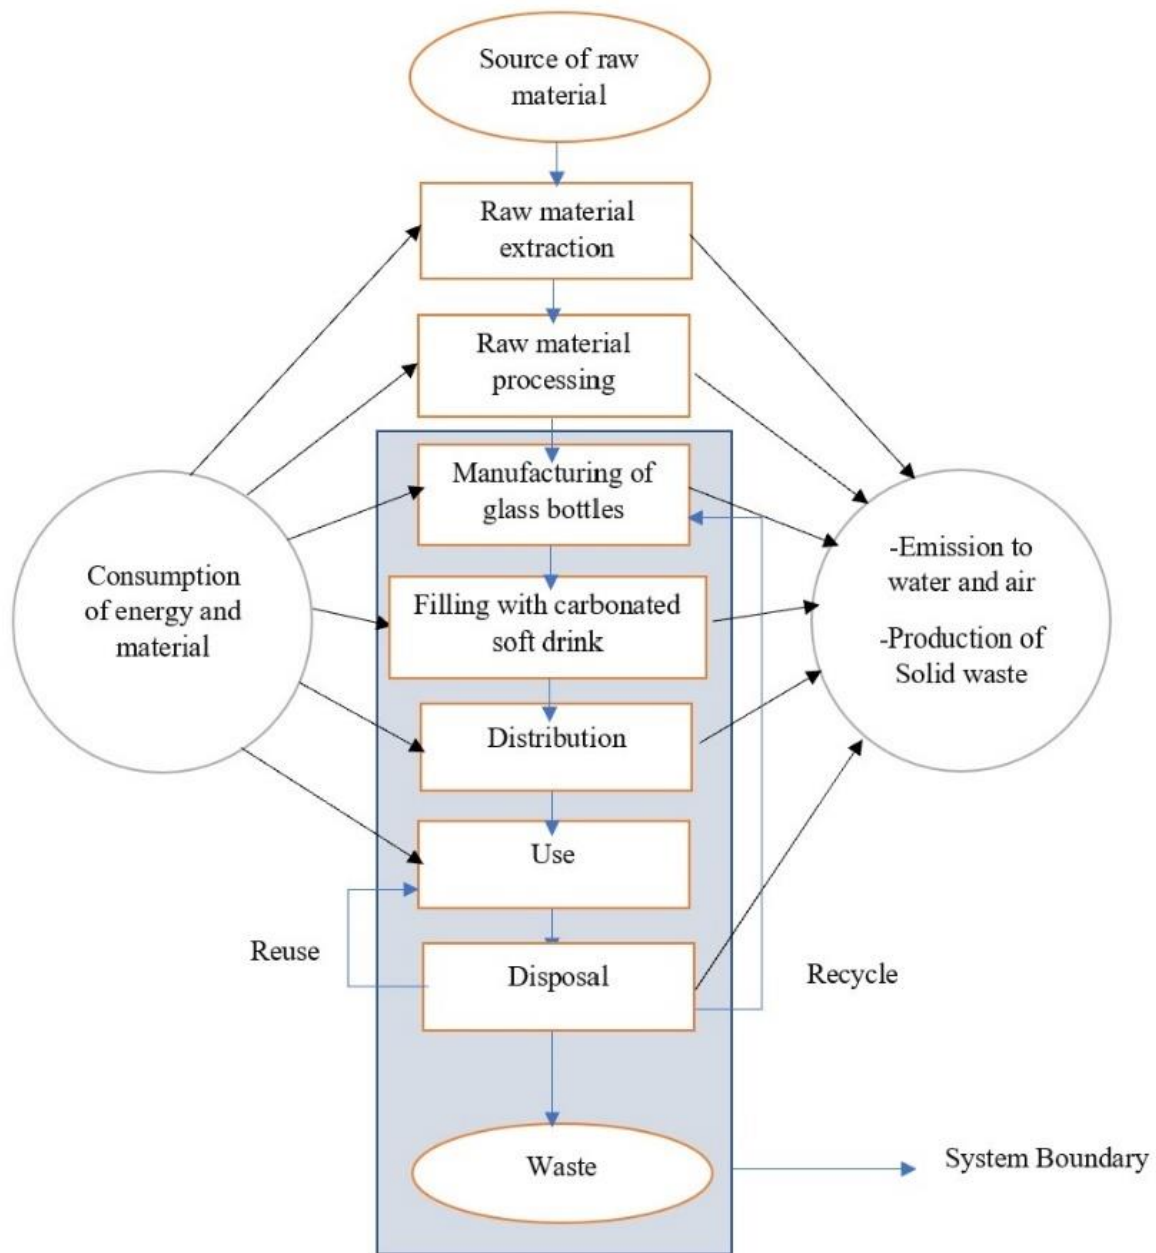 Source of raw
material
Raw material
extraction
Raw material
processing
Manufacturing of
glass bottles
Consumption
of energy and
material
-Emission to
water and air
-Production of
Solid waste
Filling with carbonated
soft drink
Distribution
Use
Reuse
Disposal
Recycle
Waste
System Boundary